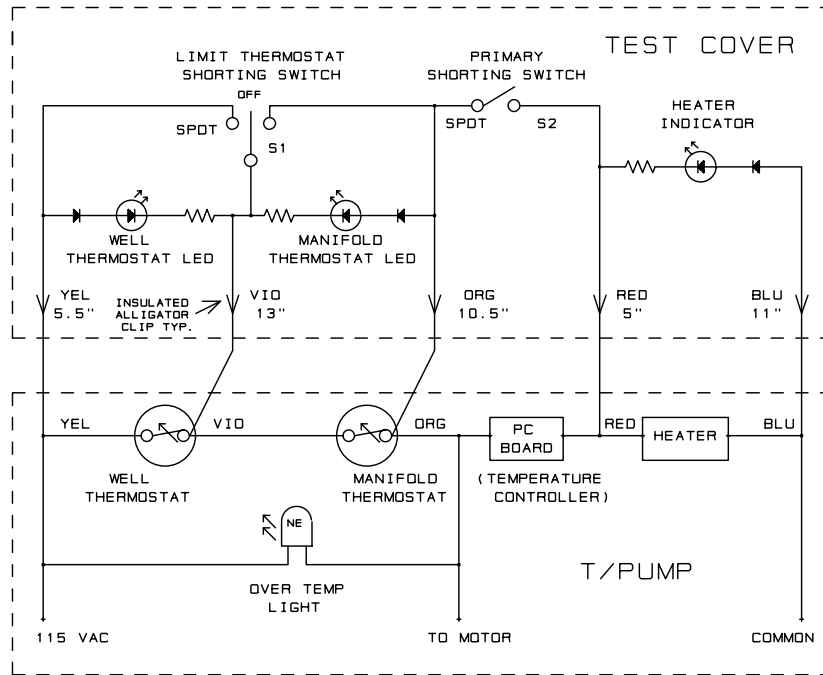 TEST COVER
LIMIT THERMOSTAT
SHORTING SWITCH
OFF
SPDT
S1
PRIMARY
SHORTING SWITCH
SPDT
S2
HEATER
INDICATOR
WELL
THERMOSTAT LED
MANIFOLD
THERMOSTAT LED
YEL
5.5"
INSULATED
ALLIGATOR
CLIP TYP.
VIO
13"
ORG
10.5"
RED
5"
BLU
11"
YEL
VIO
ORG
PC
BOARD
RED
HEATER
BLU
WELL
THERMOSTAT
MANIFOLD
THERMOSTAT
(TEMPERATURE
CONTROLLER)
NE
OVER TEMP
LIGHT
T/PUMP
115 VAC
TO MOTOR
COMMON